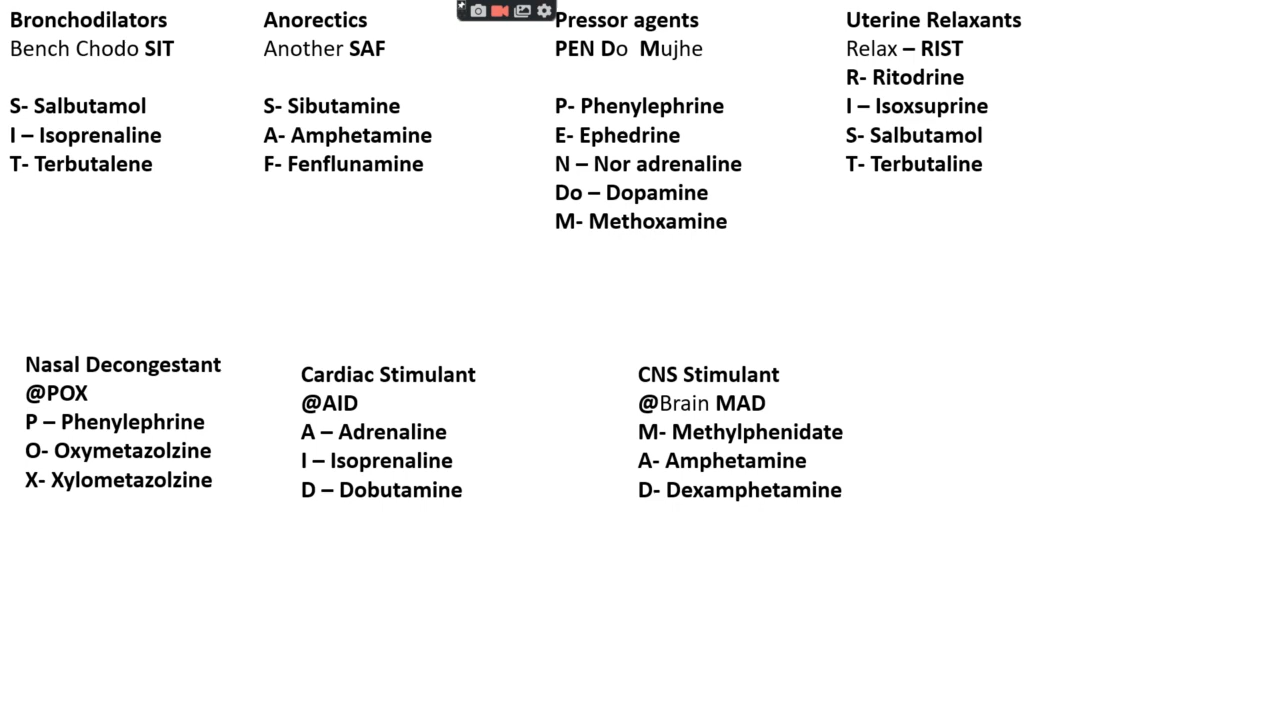 Bronchodilators
Bench Chodo SIT
S- Salbutamol
I – Isoprenaline
T- Terbutalene
Anorectics
Another SAF
S- Sibutamine
A- Amphetamine
F- Fenflunamine
Pressor agents
PEN Do Mujhe
P- Phenylephrine
E- Ephedrine
N – Nor adrenaline
Do – Dopamine
M- Methoxamine
Uterine Relaxants
Relax – RIST
R- Ritodrine
I – Isoxsuprine
S- Salbutamol
T- Terbutaline
Nasal Decongestant
@POX
P – Phenylephrine
O- Oxymetazolzine
X- Xylometazolzine
Cardiac Stimulant
@AID
A – Adrenaline
I – Isoprenaline
D – Dobutamine
CNS Stimulant
@Brain MAD
M- Methylphenidate
A- Amphetamine
D- Dexamphetamine